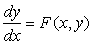 dy/dx = F(x, y)